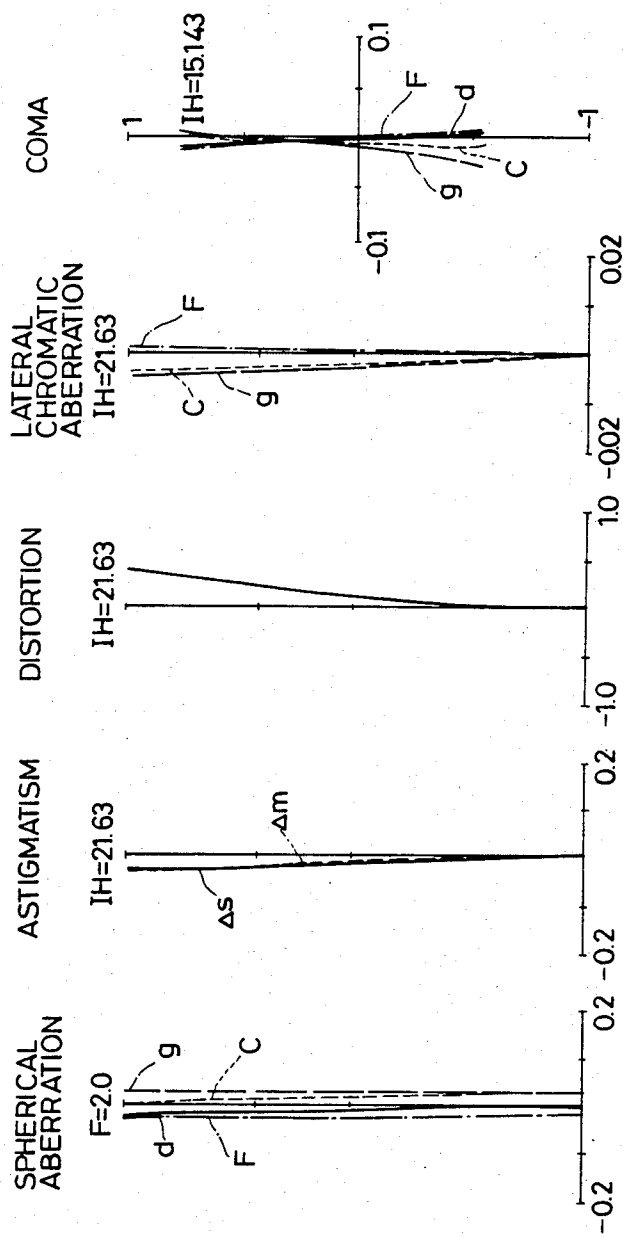 SPHERICAL
ABERRATION
F=2.0
g
C
d
F
-0.2
0.2
ASTIGMATISM
IH=21.63
Δm
Δs
-0.2
0.2
DISTORTION
IH=21.63
-1.0
1.0
LATERAL
CHROMATIC
ABERRATION
IH=21.63
F
C
g
-0.02
0.02
COMA
1
IH=15.143
0.1
F
d
C
g
-0.1
-1